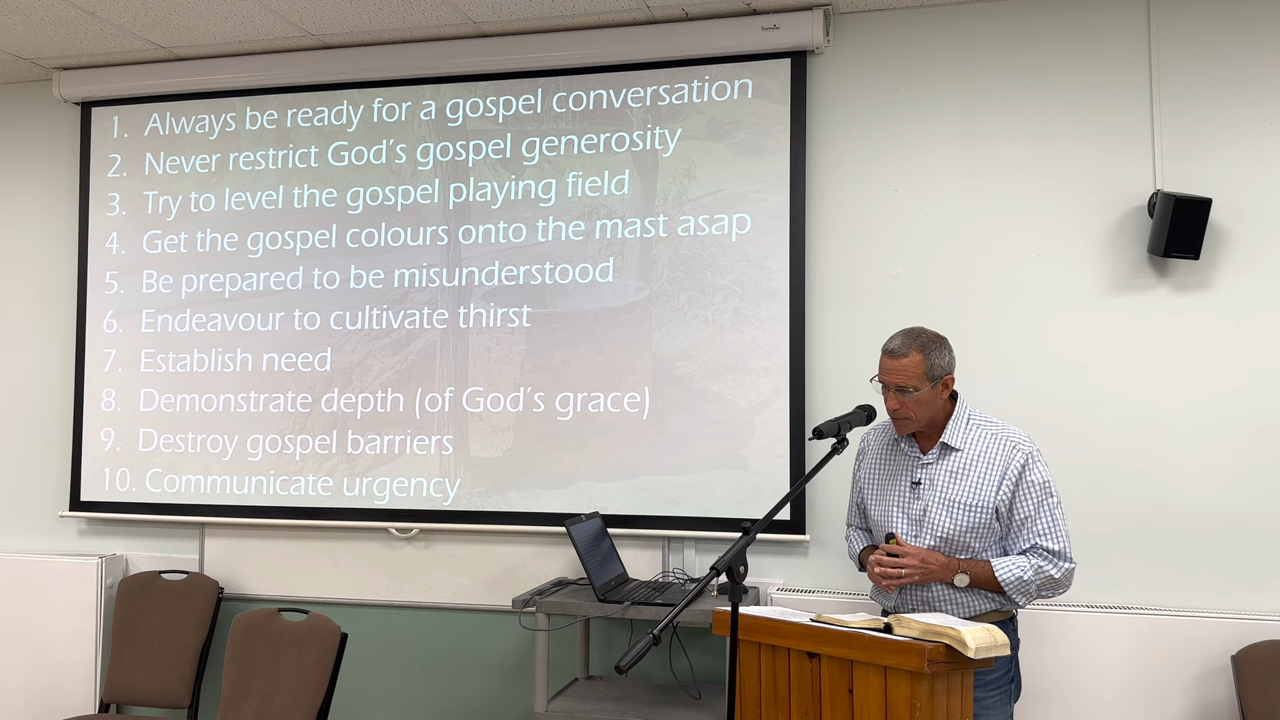 1. Always be ready for a gospel conversation
2. Never restrict God's gospel generosity
3. Try to level the gospel playing field
4. Get the gospel colours onto the mast asap
5. Be prepared to be misunderstood
6. Endeavour to cultivate thirst
7. Establish need
8. Demonstrate depth (of God's grace)
9. Destroy gospel barriers
10. Communicate urgency